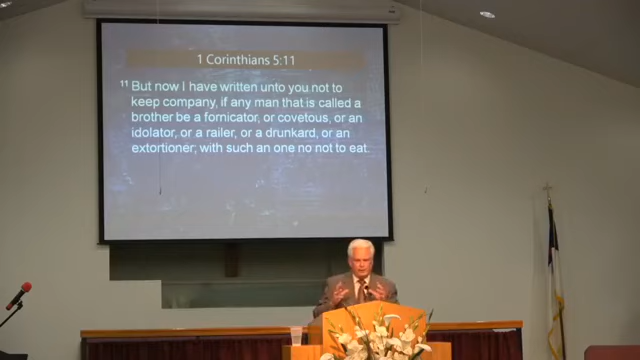 1 Corinthians 5:11
11 But now I have written unto you not to
keep company, if any man that is called a
brother be a fornicator, or covetous, or an
idolator, or a railer, or a drunkard, or an
extortioner; with such an one no not to eat.